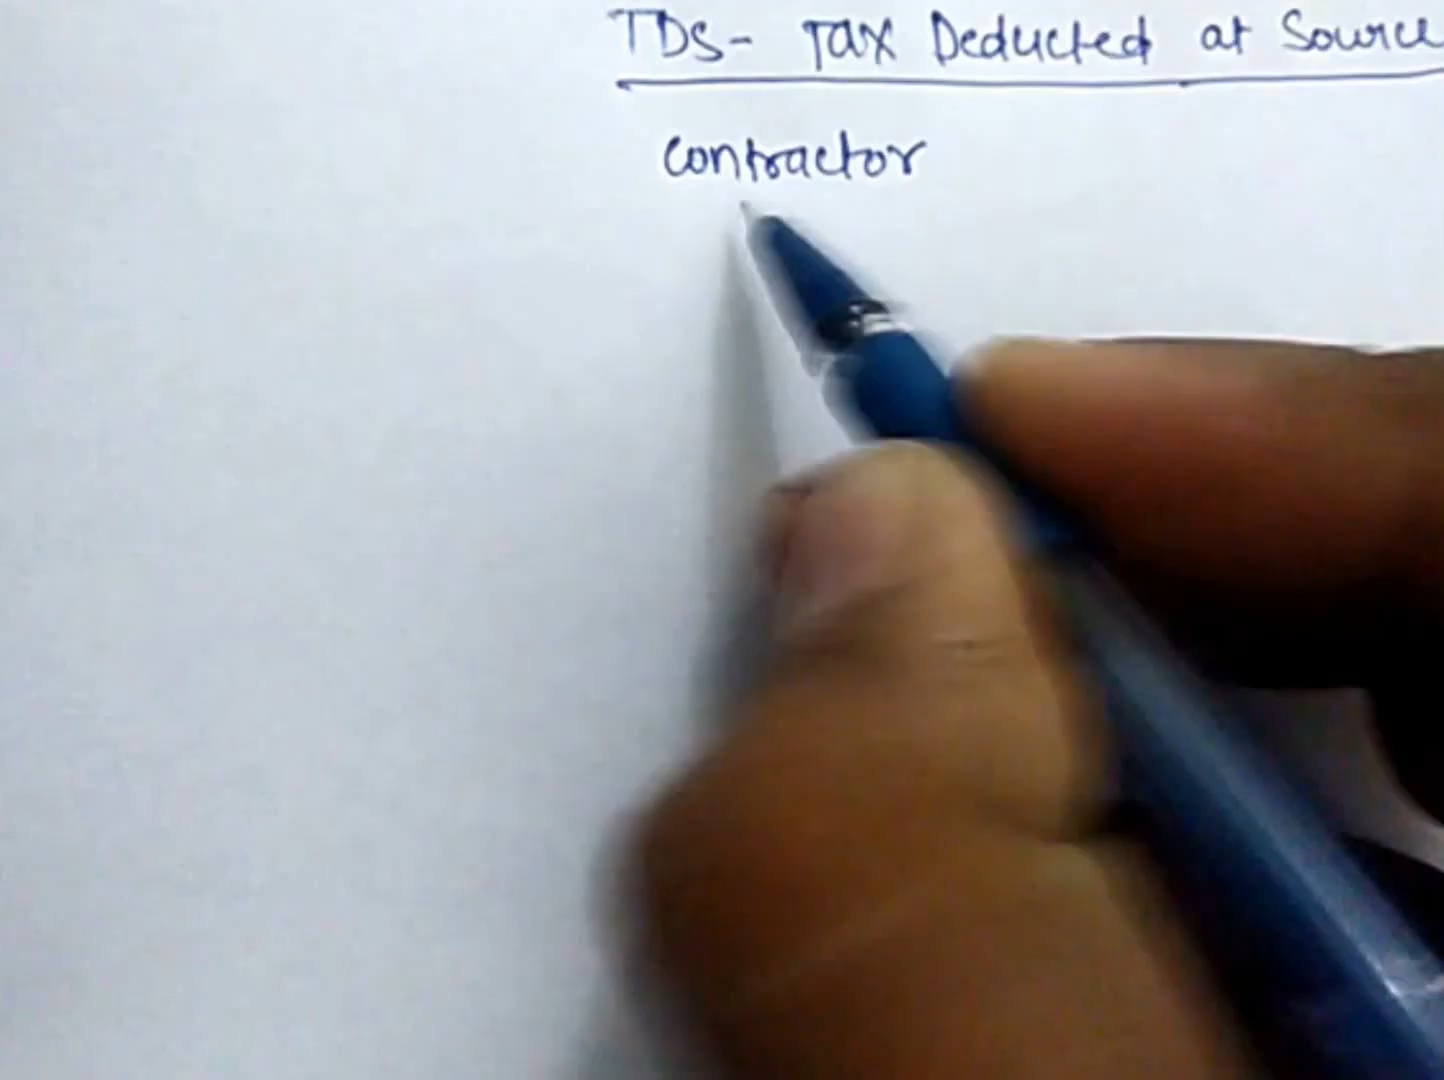 TDS- Tax Deducted at Source
contractor